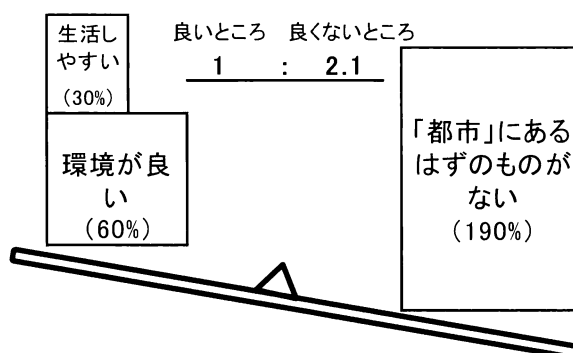 生活し
やすい
(30%)
環境が良
い
(60%)
良いところ　良くないところ
1　:　2.1
「都市」にある
はずのものが
ない
(190%)